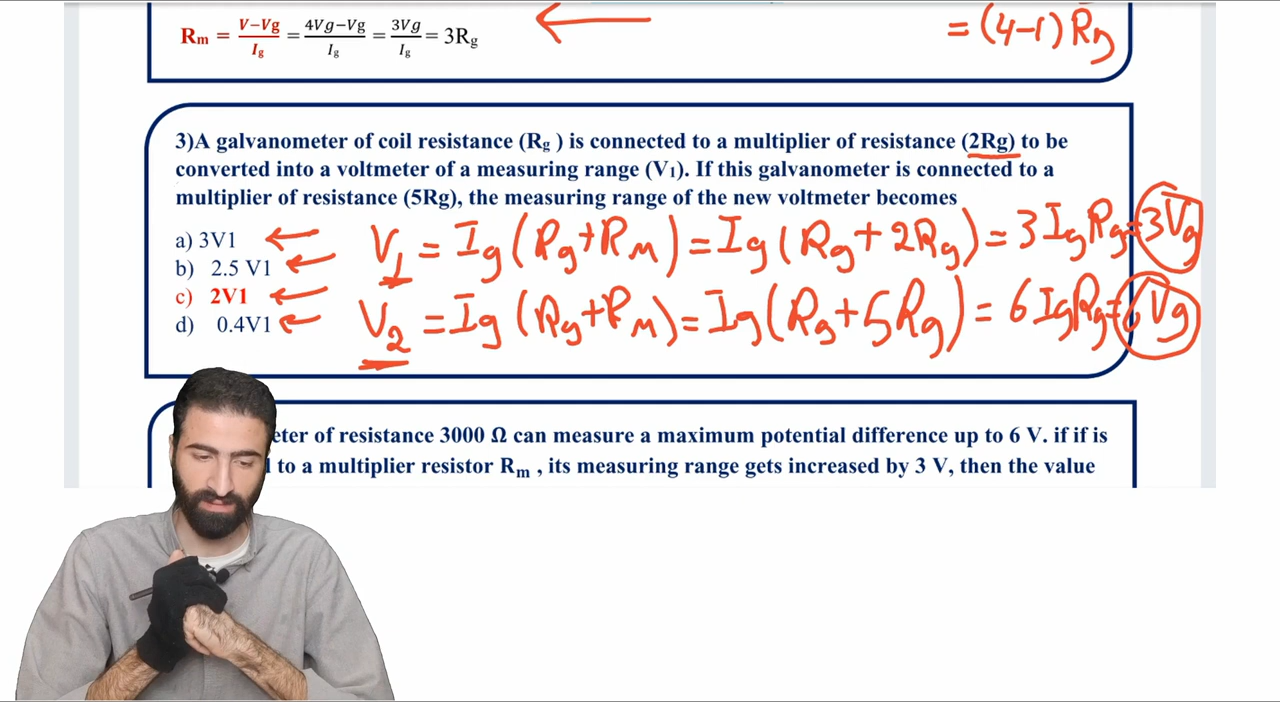 Rm = V−Vg/Ig = 4Vg−Vg/Ig = 3Vg/Ig = 3Rg
= (4-1) Rg
3)A galvanometer of coil resistance (Rg ) is connected to a multiplier of resistance (2Rg) to be
converted into a voltmeter of a measuring range (V1). If this galvanometer is connected to a
multiplier of resistance (5Rg), the measuring range of the new voltmeter becomes
a) 3V1
b) 2.5 V1
c) 2V1
d) 0.4V1
V1 = Ig (Rg+RM) = Ig (Rg+2Rg) = 3IgRg=3Vg
V2 = Ig (Rg+RM) = Ig (Rg+5Rg) = 6IgRg=6Vg
eter of resistance 3000 Ω can measure a maximum potential difference up to 6 V. if if is
to a multiplier resistor Rm , its measuring range gets increased by 3 V, then the value